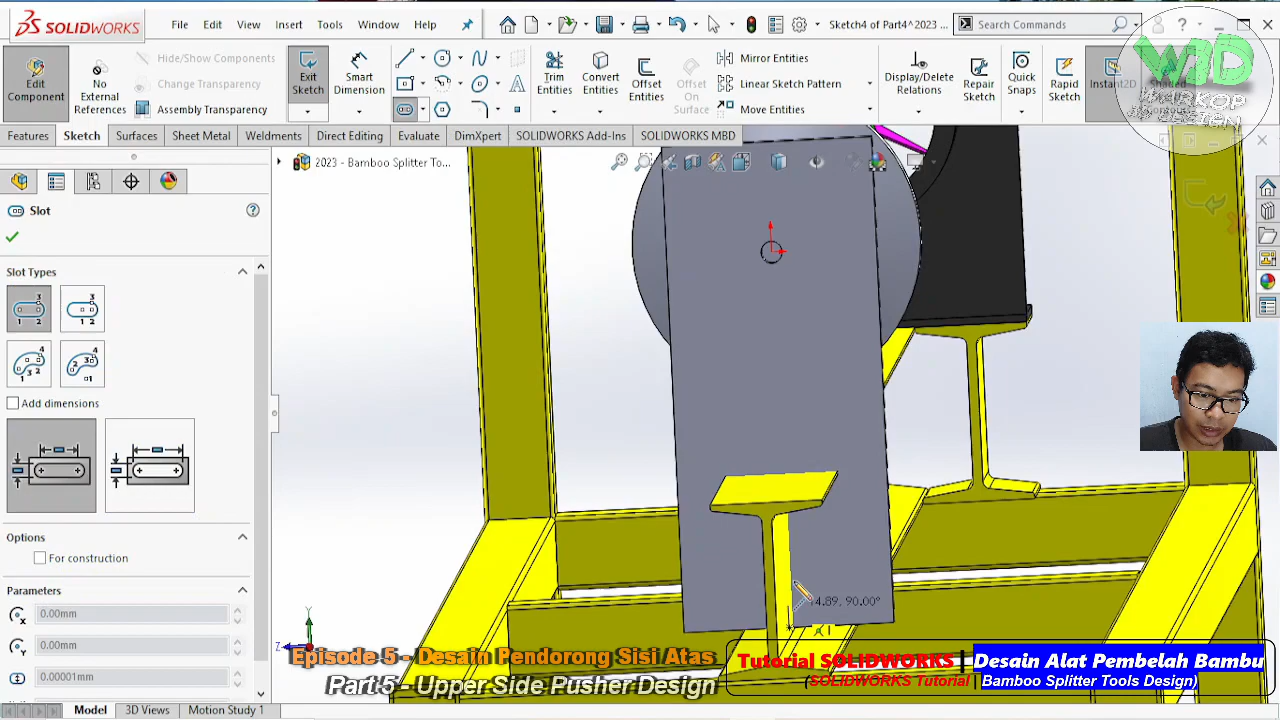 SOLIDWORKS
File Edit View Insert Tools Window Help
Sketch4 of Part4^2023 ...
Search Commands
Edit Component
No External References
Hide/Show Components
Change Transparency
Assembly Transparency
Exit Sketch
Smart Dimension
Trim Entities
Convert Entities
Offset Entities
Offset On Surface
Mirror Entities
Linear Sketch Pattern
Move Entities
Display/Delete Relations
Repair Sketch
Quick Snaps
Rapid Sketch
Instant2D
Features Sketch Surfaces Sheet Metal Weldments Direct Editing Evaluate DimXpert SOLIDWORKS Add-Ins SOLIDWORKS MBD
2023 - Bamboo Splitter To...
Slot
Slot Types
Add dimensions
Options
For construction
Parameters
0.00mm
0.00mm
0.00001mm
90.00°
Y
Z
Episode 5 - Desain Pendorong Sisi Atas
Part 5 - Upper Side Pusher Design
Tutorial SOLIDWORKS | Desain Alat Pembelah Bambu
(SOLIDWORKS Tutorial | Bamboo Splitter Tools Design)
Model 3D Views Motion Study 1